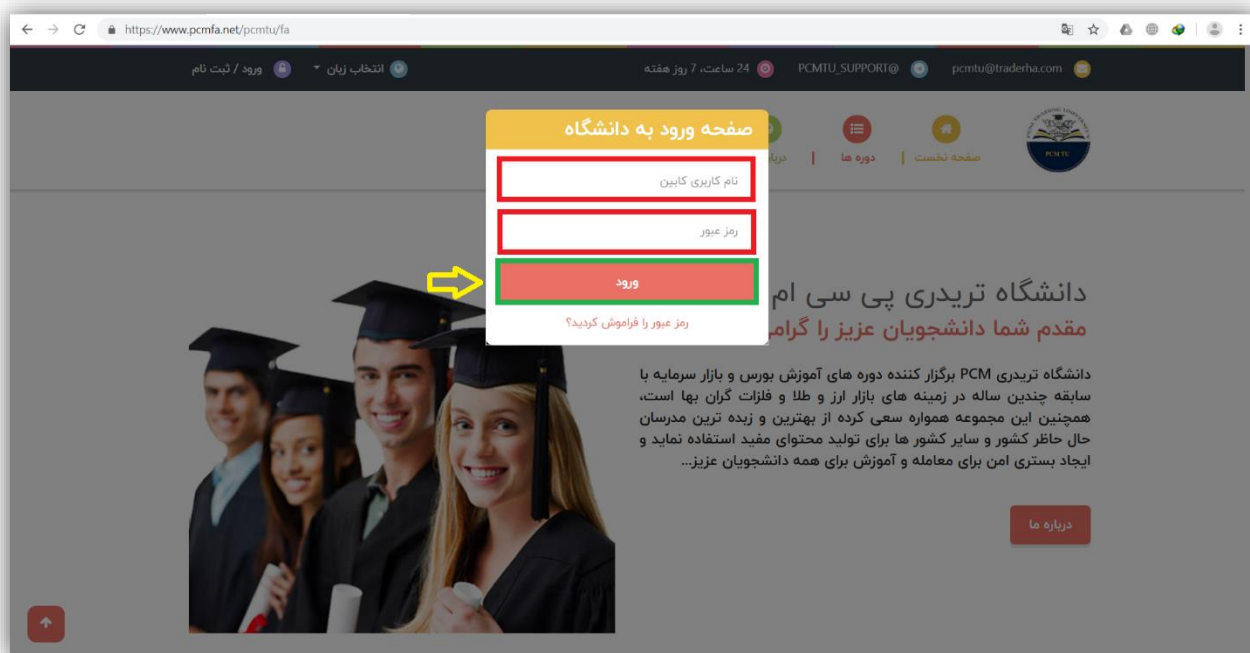 https://www.pcmfa.net/pcmtu/fa
pcmtu@traderha.com
PCMTU_SUPPORT@
24 ساعت، 7 روز هفته
انتخاب زبان
ورود / ثبت نام
PCM TU
صفحه نخست
دوره ها
صفحه ورود به دانشگاه
نام کاربری کابین
رمز عبور
ورود
رمز عبور را فراموش کردید؟
دانشگاه تریدری پی سی ام
مقدم شما دانشجویان عزیز را
دانشگاه تریدری PCM برگزار کننده دوره های آموزش بورس و بازار سرمایه با
سابقه چندین ساله در زمینه های بازار ارز و طلا و فلزات گران بها است،
همچنین این مجموعه همواره سعی کرده از بهترین و زبده ترین مدرسان
حال حاظر کشور و سایر کشور ها برای تولید محتوای مفید استفاده نماید و
ایجاد بستری امن برای معامله و آموزش برای همه دانشجویان عزیز...
درباره ما